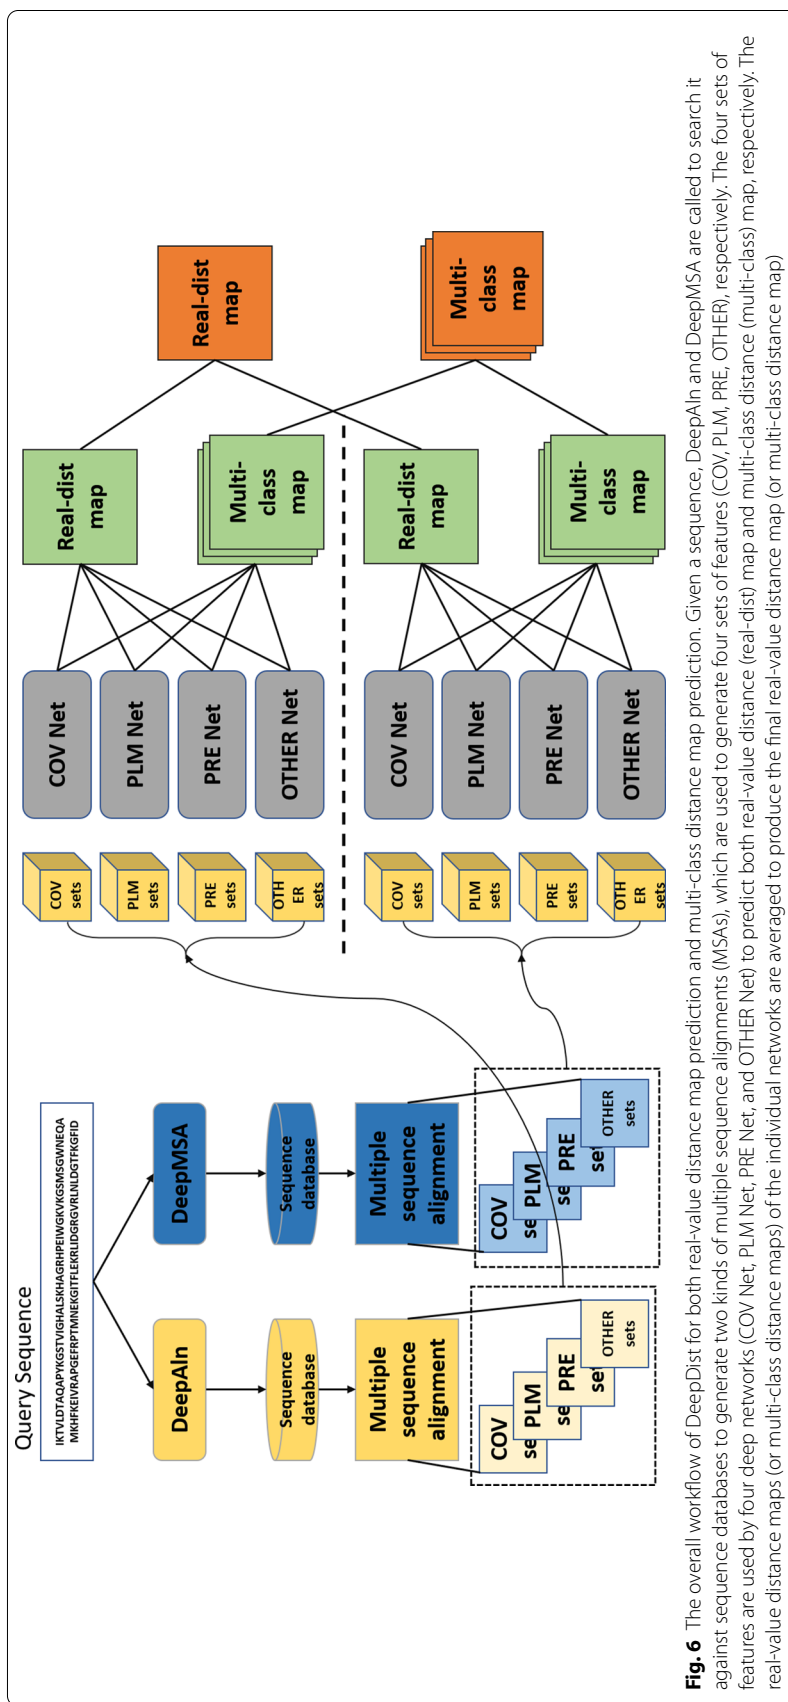 Query Sequence
IKTVLDTAQAPYKGSTVIGHALSKHAGRHPEIWGKVKGSMSGWNEQA
MKHFKEIVRAPGEFRPTMNEKGITFLEKRLIDGRGVRLNLDGTFKGFID
DeepAln
DeepMSA
Sequence
database
Sequence
database
Multiple
sequence
alignment
Multiple
sequence
alignment
COV
se
PLM
se
PRE
set
OTHER
sets
COV
se
PLM
se
PRE
set
OTHER
sets
COV
sets
PLM
sets
PRE
sets
OTH
ER
sets
COV
sets
PLM
sets
PRE
sets
OTH
ER
sets
COV Net
PLM Net
PRE Net
OTHER Net
COV Net
PLM Net
PRE Net
OTHER Net
Real-dist
map
Multi-
class
map
Real-dist
map
Multi-
class
map
Real-dist
map
Multi-
class
map
Fig. 6 The overall workflow of DeepDist for both real-value distance map prediction and multi-class distance map prediction. Given a sequence, DeepAln and DeepMSA are called to search it
against sequence databases to generate two kinds of multiple sequence alignments (MSAs), which are used to generate four sets of features (COV, PLM, PRE, OTHER), respectively. The four sets of
features are used by four deep networks (COV Net, PLM Net, PRE Net, and OTHER Net) to predict both real-value distance (real-dist) map and multi-class distance (multi-class) map, respectively. The
real-value distance maps (or multi-class distance maps) of the individual networks are averaged to produce the final real-value distance map (or multi-class distance map)